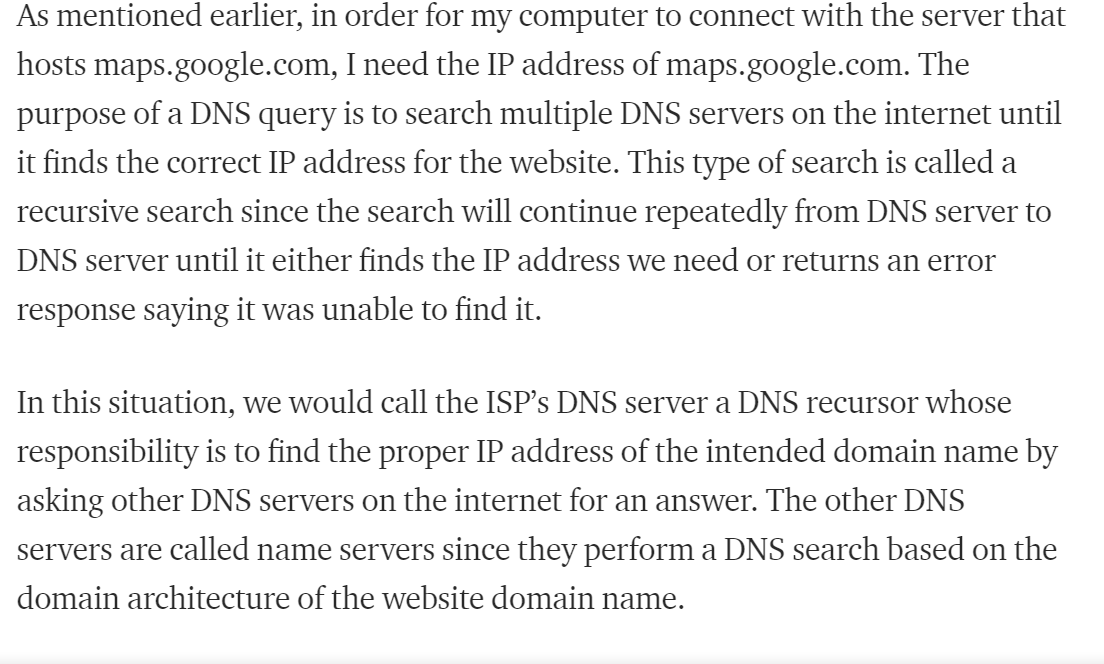 As mentioned earlier, in order for my computer to connect with the server that
hosts maps.google.com, I need the IP address of maps.google.com. The
purpose of a DNS query is to search multiple DNS servers on the internet until
it finds the correct IP address for the website. This type of search is called a
recursive search since the search will continue repeatedly from DNS server to
DNS server until it either finds the IP address we need or returns an error
response saying it was unable to find it.
In this situation, we would call the ISP’s DNS server a DNS recursor whose
responsibility is to find the proper IP address of the intended domain name by
asking other DNS servers on the internet for an answer. The other DNS
servers are called name servers since they perform a DNS search based on the
domain architecture of the website domain name.